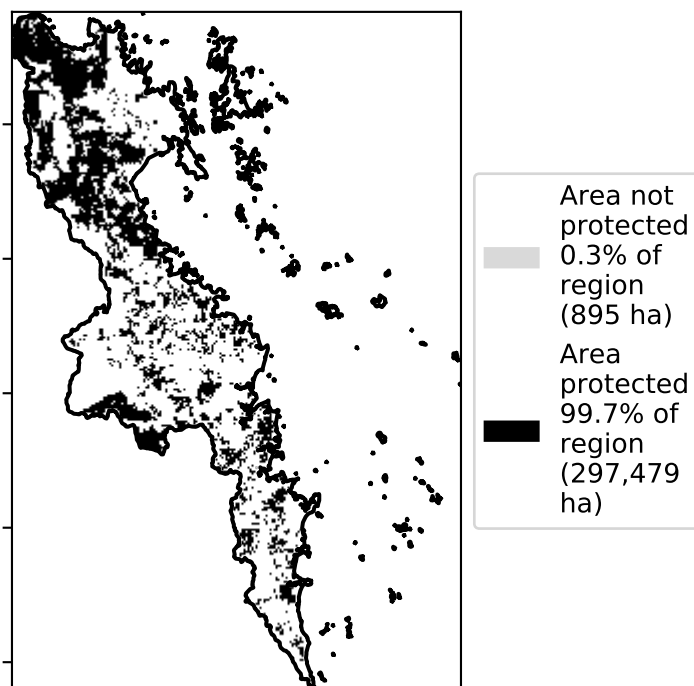 Area not
protected
0.3% of
region
(895 ha)
Area
protected
99.7% of
region
(297,479
ha)